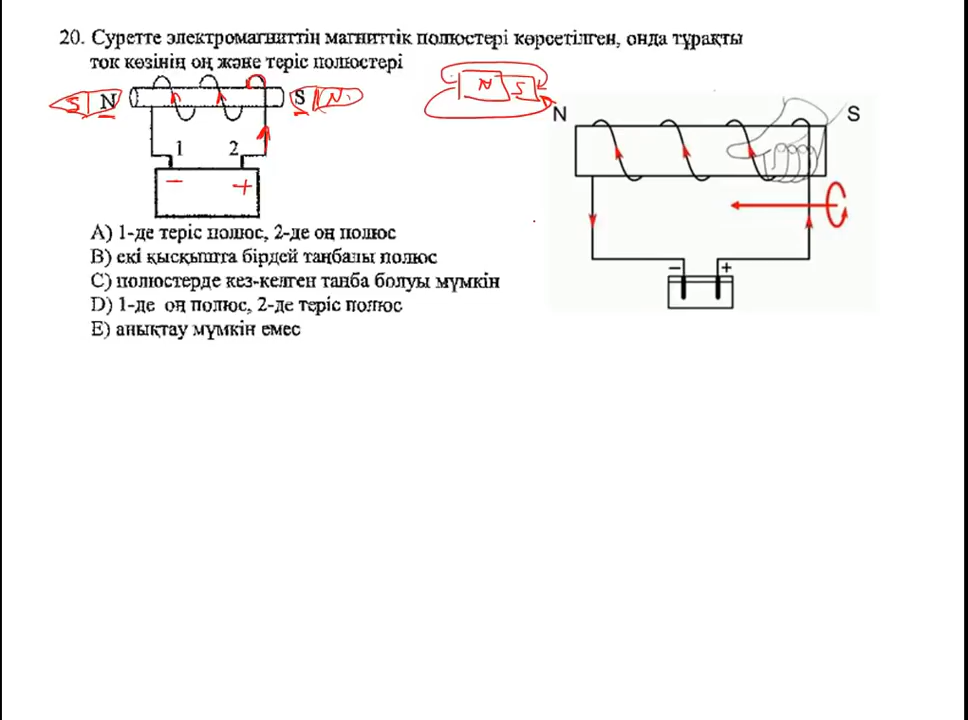 20. Суретте электромагниттің магниттік полюстері көрсетілген, онда тұрақты
ток көзінің оң және теріс полюстері
S N
S N
N S
N S
1 2
− +
− +
А) 1-де теріс полюс, 2-де оң полюс
В) екі қысқышта бірдей таңбалы полюс
С) полюстерде кез-келген таңба болуы мүмкін
D) 1-де оң полюс, 2-де теріс полюс
Е) анықтау мүмкін емес